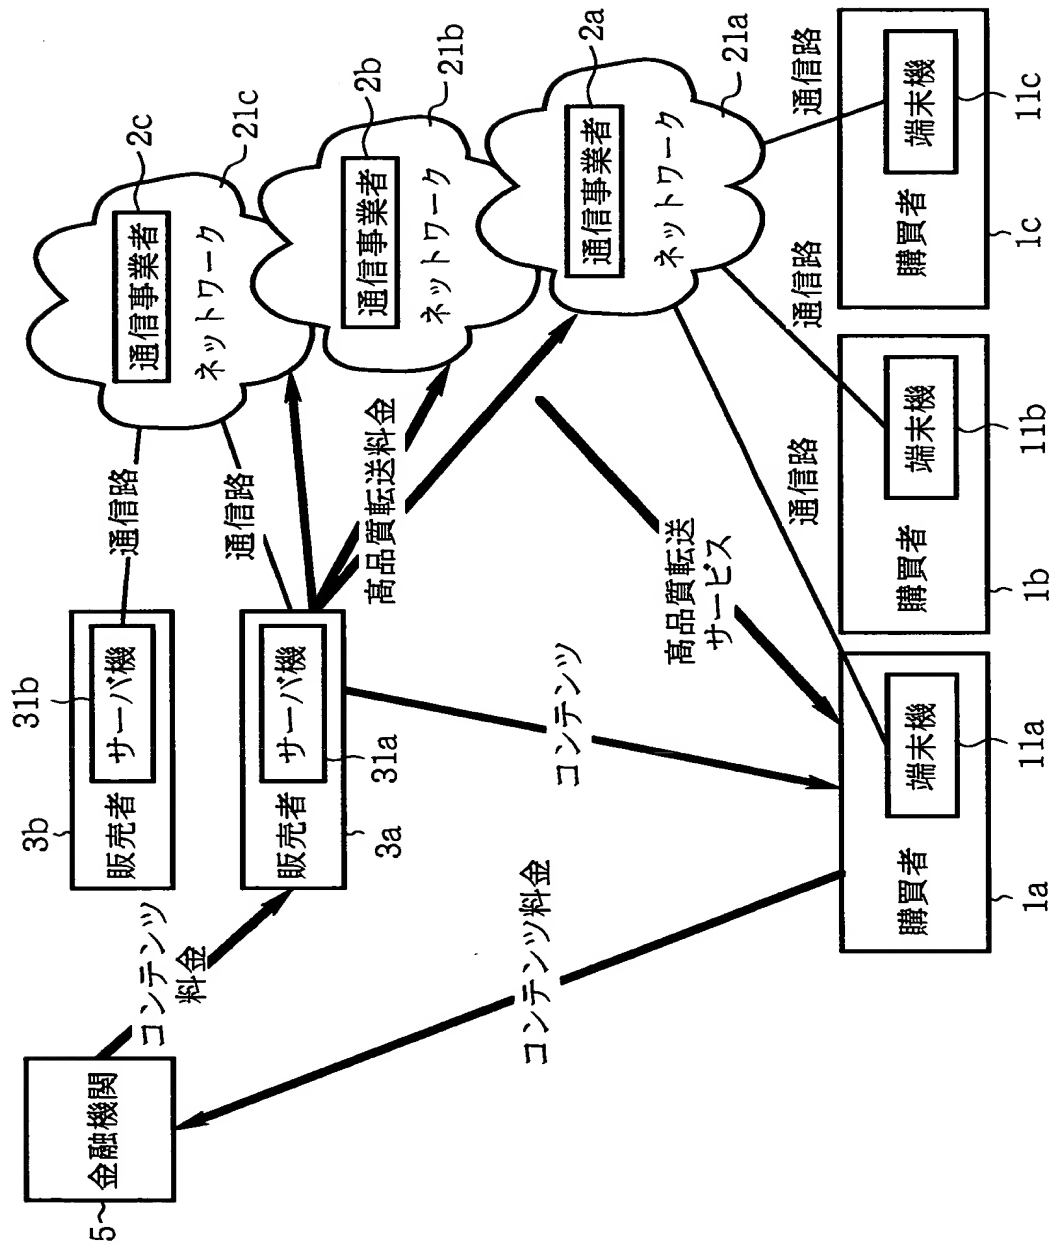 5
金融機関
コンテンツ
料金
コンテンツ料金
3b
31b
販売者
サーバ機
3a
31a
販売者
サーバ機
通信路
通信路
高品質転送料金
コンテンツ
高品質転送
サービス
2c
21c
通信事業者
ネットワーク
2b
21b
通信事業者
ネットワーク
2a
21a
通信事業者
ネットワーク
通信路
通信路
通信路
購買者
端末機
1a
11a
購買者
端末機
1b
11b
購買者
端末機
1c
11c